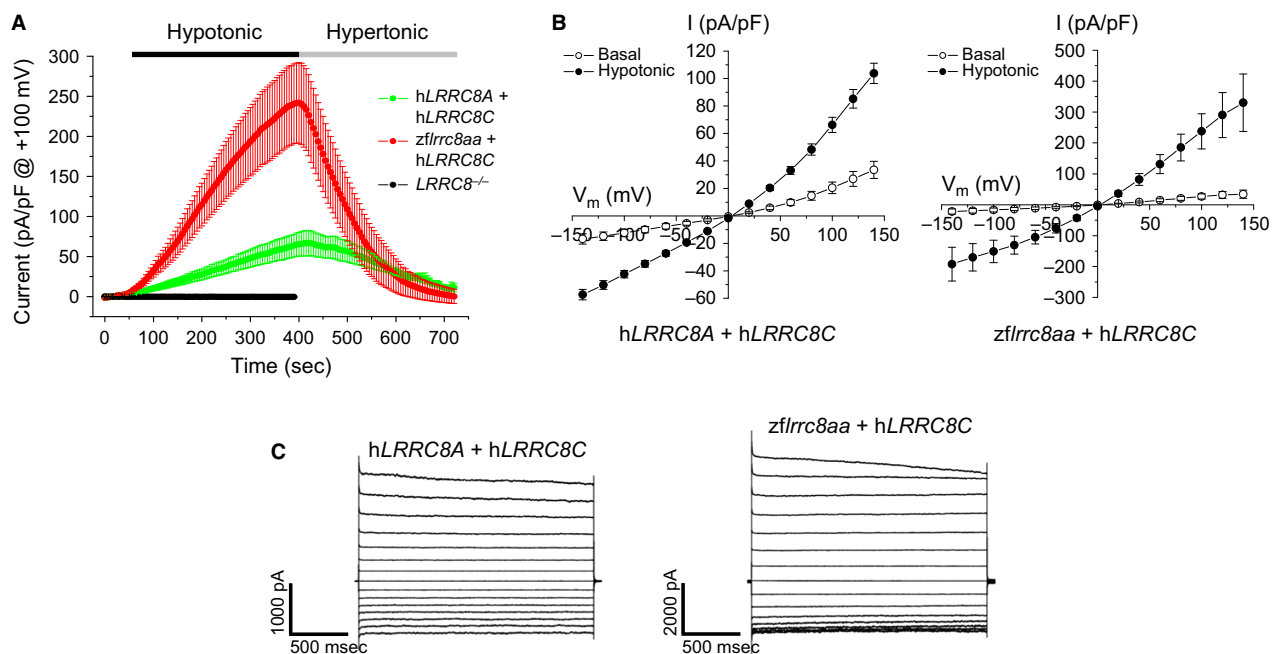 A
Hypotonic
Hypertonic
Current (pA/pF @ +100 mV)
300
250
200
150
100
50
0
0
100
200
300
400
500
600
700
Time (sec)
hLRRC8A +
hLRRC8C
zflrrc8aa +
hLRRC8C
LRRC8–/–
B
I (pA/pF)
Basal
Hypotonic
120
100
80
60
40
20
–20
–40
–60
Vm (mV)
–150
–100
–50
50
100
150
hLRRC8A + hLRRC8C
I (pA/pF)
Basal
Hypotonic
500
400
300
200
100
–100
–200
–300
Vm (mV)
–150
–100
–50
50
100
150
zflrrc8aa + hLRRC8C
C
hLRRC8A + hLRRC8C
1000 pA
500 msec
zflrrc8aa + hLRRC8C
2000 pA
500 msec